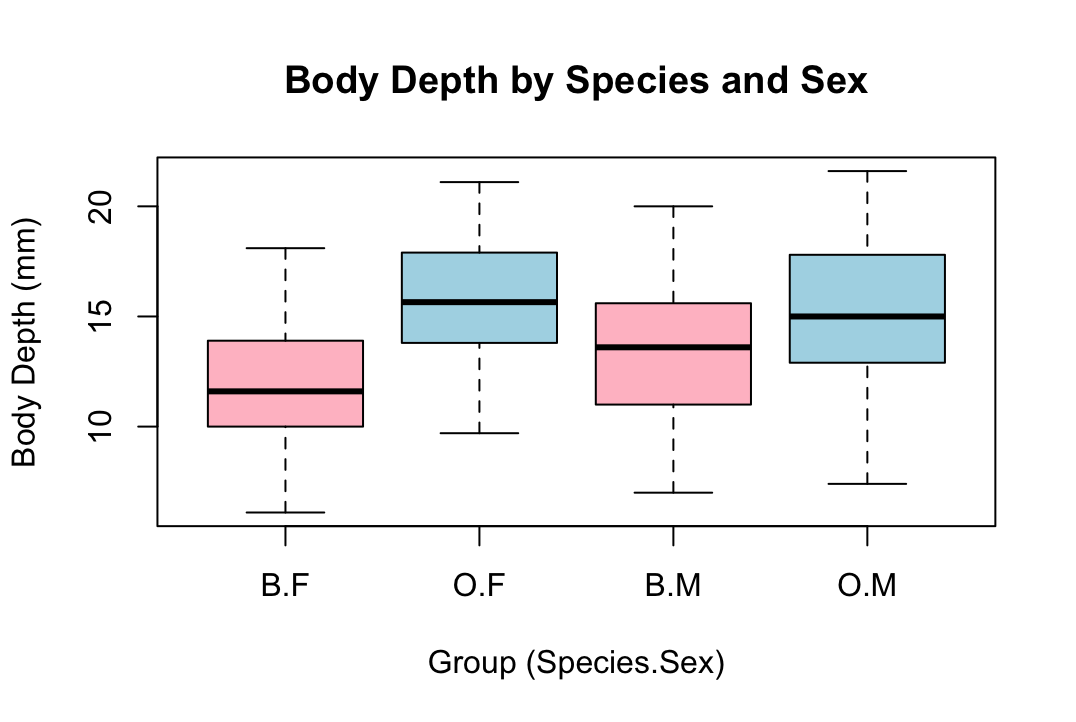 Body Depth by Species and Sex
Body Depth (mm)
20
15
10
B.F
O.F
B.M
O.M
Group (Species.Sex)